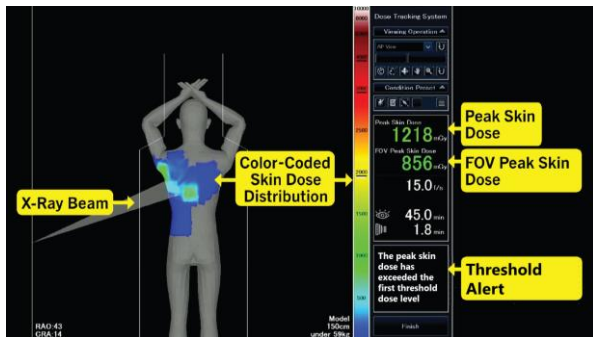 Dose Tracking System
Viewing Operation
AP View
Condition Preset
Peak Skin Dose
1218 mGy
FOV Peak Skin Dose
856 mGy
15.0 f/s
45.0 min
1.8 min
The peak skin
dose has
exceeded the
first threshold
dose level
Finish
Peak Skin
Dose
FOV Peak Skin
Dose
Threshold
Alert
Color-Coded
Skin Dose
Distribution
X-Ray Beam
2500
2000
1500
1000
500
RAO:43
CRA:14
Model
150cm
under 59kg